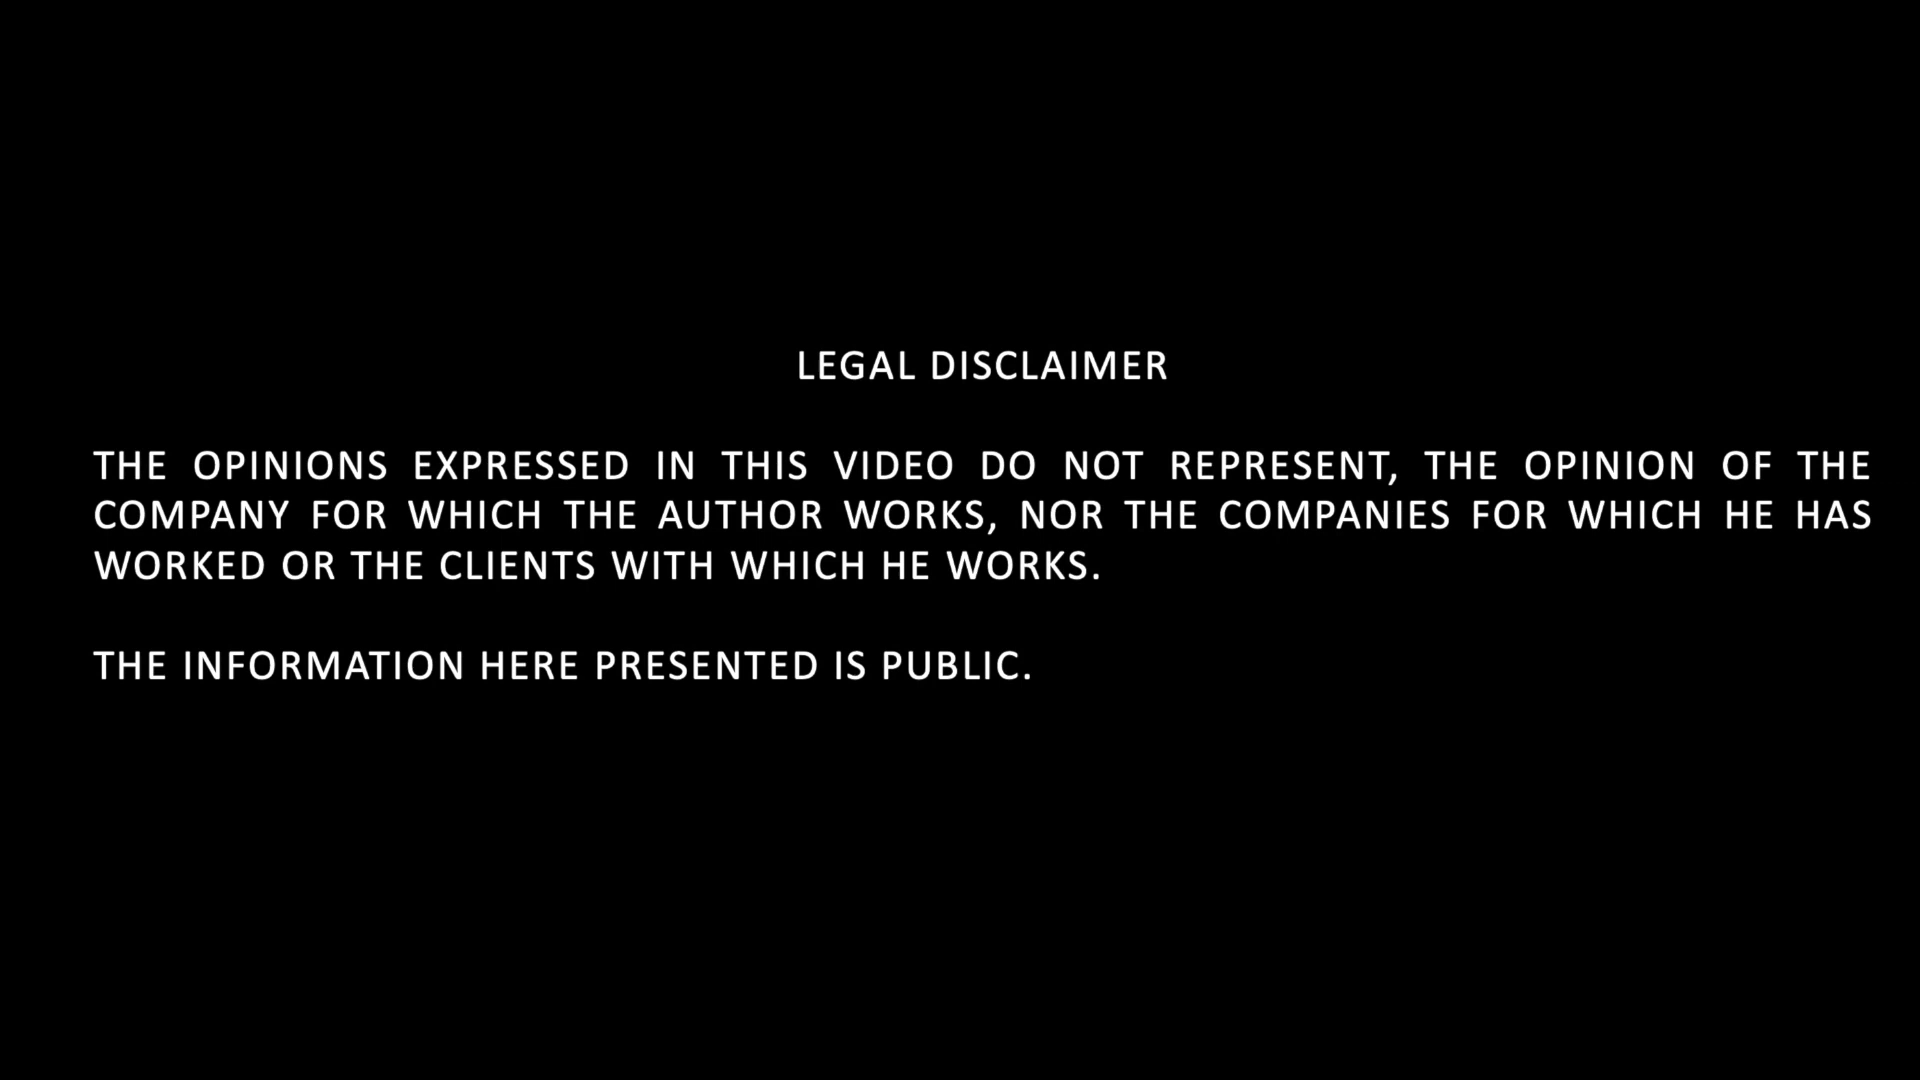 LEGAL DISCLAIMER
THE OPINIONS EXPRESSED IN THIS VIDEO DO NOT REPRESENT, THE OPINION OF THE
COMPANY FOR WHICH THE AUTHOR WORKS, NOR THE COMPANIES FOR WHICH HE HAS
WORKED OR THE CLIENTS WITH WHICH HE WORKS.
THE INFORMATION HERE PRESENTED IS PUBLIC.